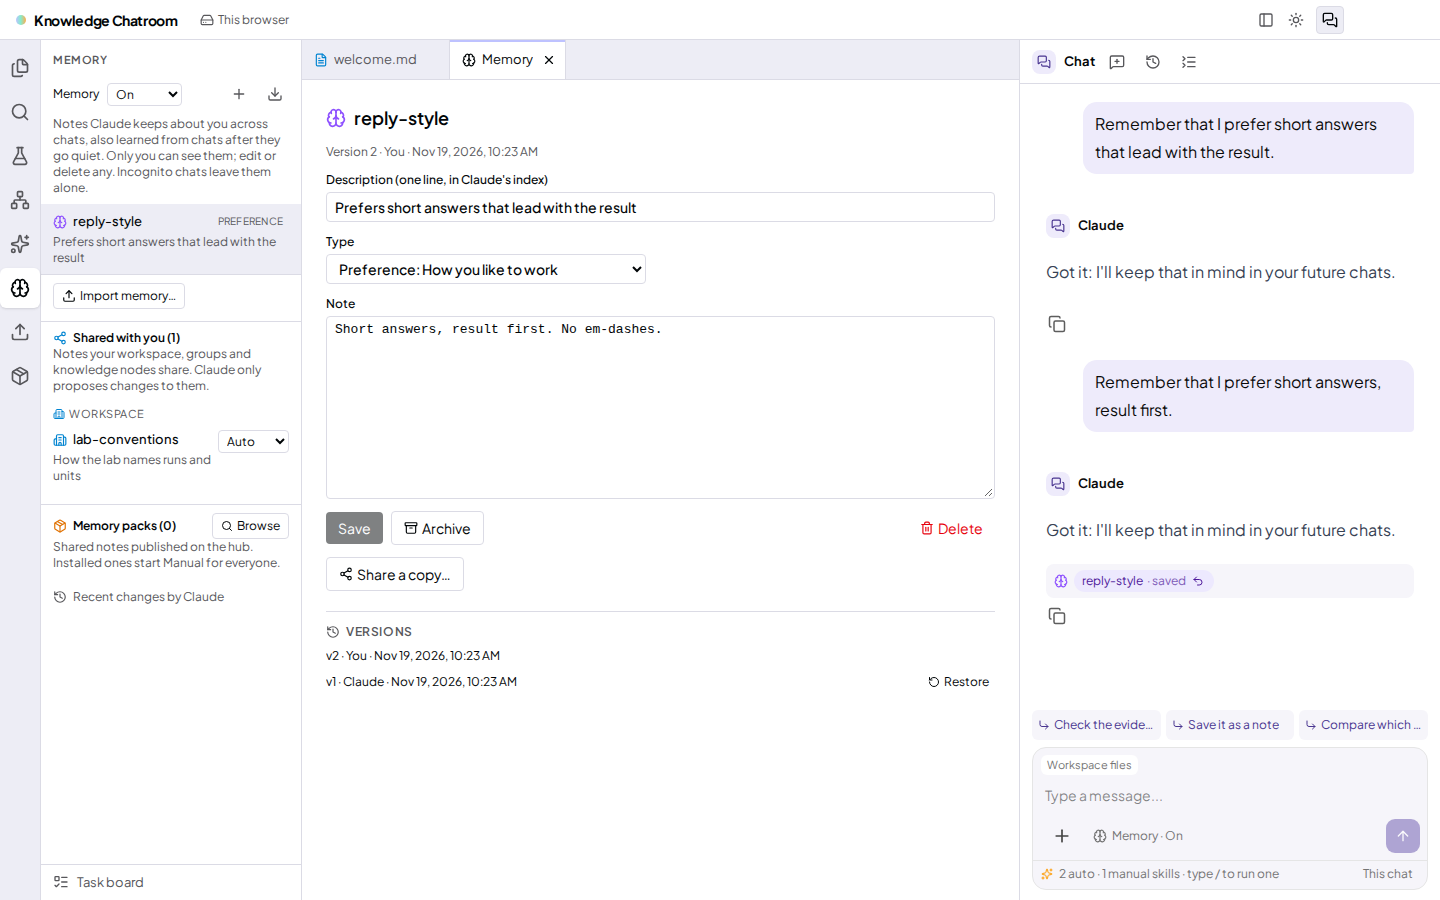 Knowledge Chatroom
This browser
MEMORY
Memory
On
Notes Claude keeps about you across
chats, also learned from chats after they
go quiet. Only you can see them; edit or
delete any. Incognito chats leave them
alone.
reply-style
PREFERENCE
Prefers short answers that lead with the
result
Import memory...
Shared with you (1)
Notes your workspace, groups and
knowledge nodes share. Claude only
proposes changes to them.
WORKSPACE
lab-conventions
Auto
How the lab names runs and
units
Memory packs (0)
Browse
Shared notes published on the hub.
Installed ones start Manual for everyone.
Recent changes by Claude
Task board
welcome.md
Memory
reply-style
Version 2 · You · Nov 19, 2026, 10:23 AM
Description (one line, in Claude's index)
Prefers short answers that lead with the result
Type
Preference: How you like to work
Note
Short answers, result first. No em-dashes.
Save
Archive
Delete
Share a copy...
VERSIONS
v2 · You · Nov 19, 2026, 10:23 AM
v1 · Claude · Nov 19, 2026, 10:23 AM
Restore
Chat
Remember that I prefer short answers
that lead with the result.
Claude
Got it: I'll keep that in mind in your future chats.
Remember that I prefer short answers,
result first.
Claude
Got it: I'll keep that in mind in your future chats.
reply-style · saved
Check the evide...
Save it as a note
Compare which ...
Workspace files
Type a message...
Memory · On
2 auto · 1 manual skills · type / to run one
This chat